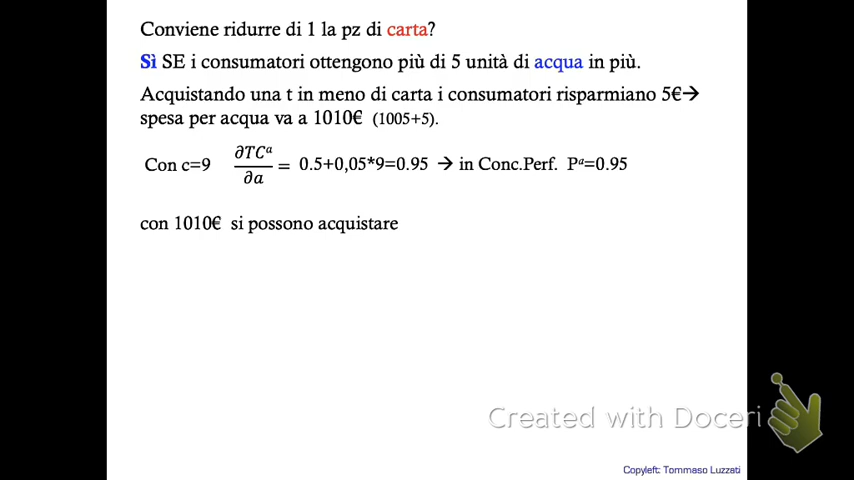 Conviene ridurre di 1 la pz di carta?
Sì SE i consumatori ottengono più di 5 unità di acqua in più.
Acquistando una t in meno di carta i consumatori risparmiano 5€→
spesa per acqua va a 1010€ (1005+5).
Con c=9 ∂TCᵃ/∂a = 0.5+0,05*9=0.95 → in Conc.Perf. Pᵃ=0.95
con 1010€ si possono acquistare
Created with Doceri
Copyleft: Tommaso Luzzati